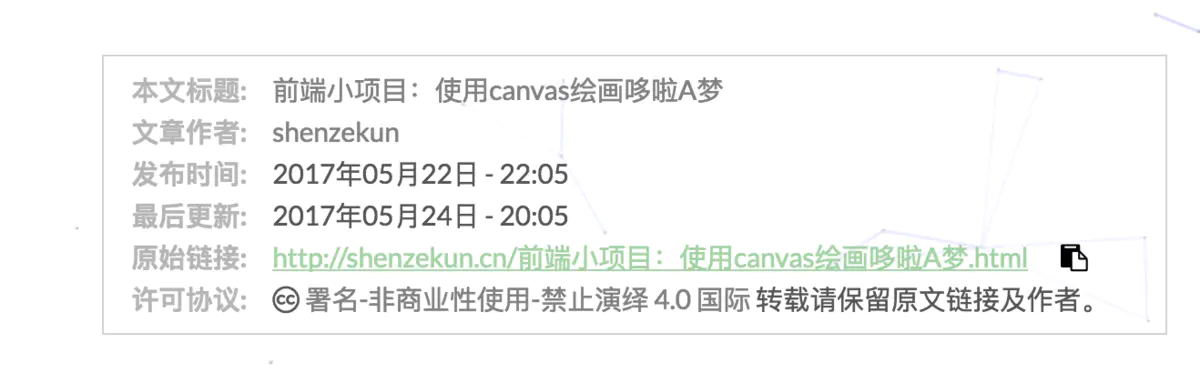 本文标题: 前端小项目：使用canvas绘画哆啦A梦
文章作者: shenzekun
发布时间: 2017年05月22日 - 22:05
最后更新: 2017年05月24日 - 20:05
原始链接: http://shenzekun.cn/前端小项目：使用canvas绘画哆啦A梦.html
许可协议: cc 署名-非商业性使用-禁止演绎 4.0 国际 转载请保留原文链接及作者。